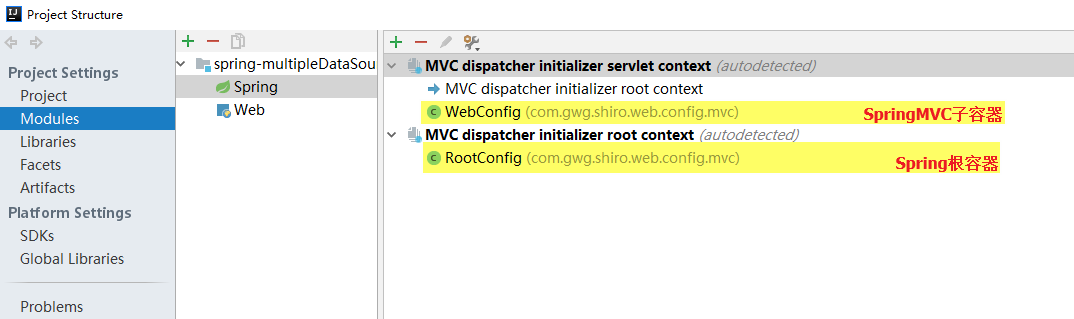 Project Structure
Project Settings
Project
Modules
Libraries
Facets
Artifacts
Platform Settings
SDKs
Global Libraries
Problems
spring-multipleDataSou
Spring
Web
MVC dispatcher initializer servlet context (autodetected)
MVC dispatcher initializer root context
WebConfig (com.gwg.shiro.web.config.mvc) SpringMVC子容器
MVC dispatcher initializer root context (autodetected)
RootConfig (com.gwg.shiro.web.config.mvc) Spring根容器